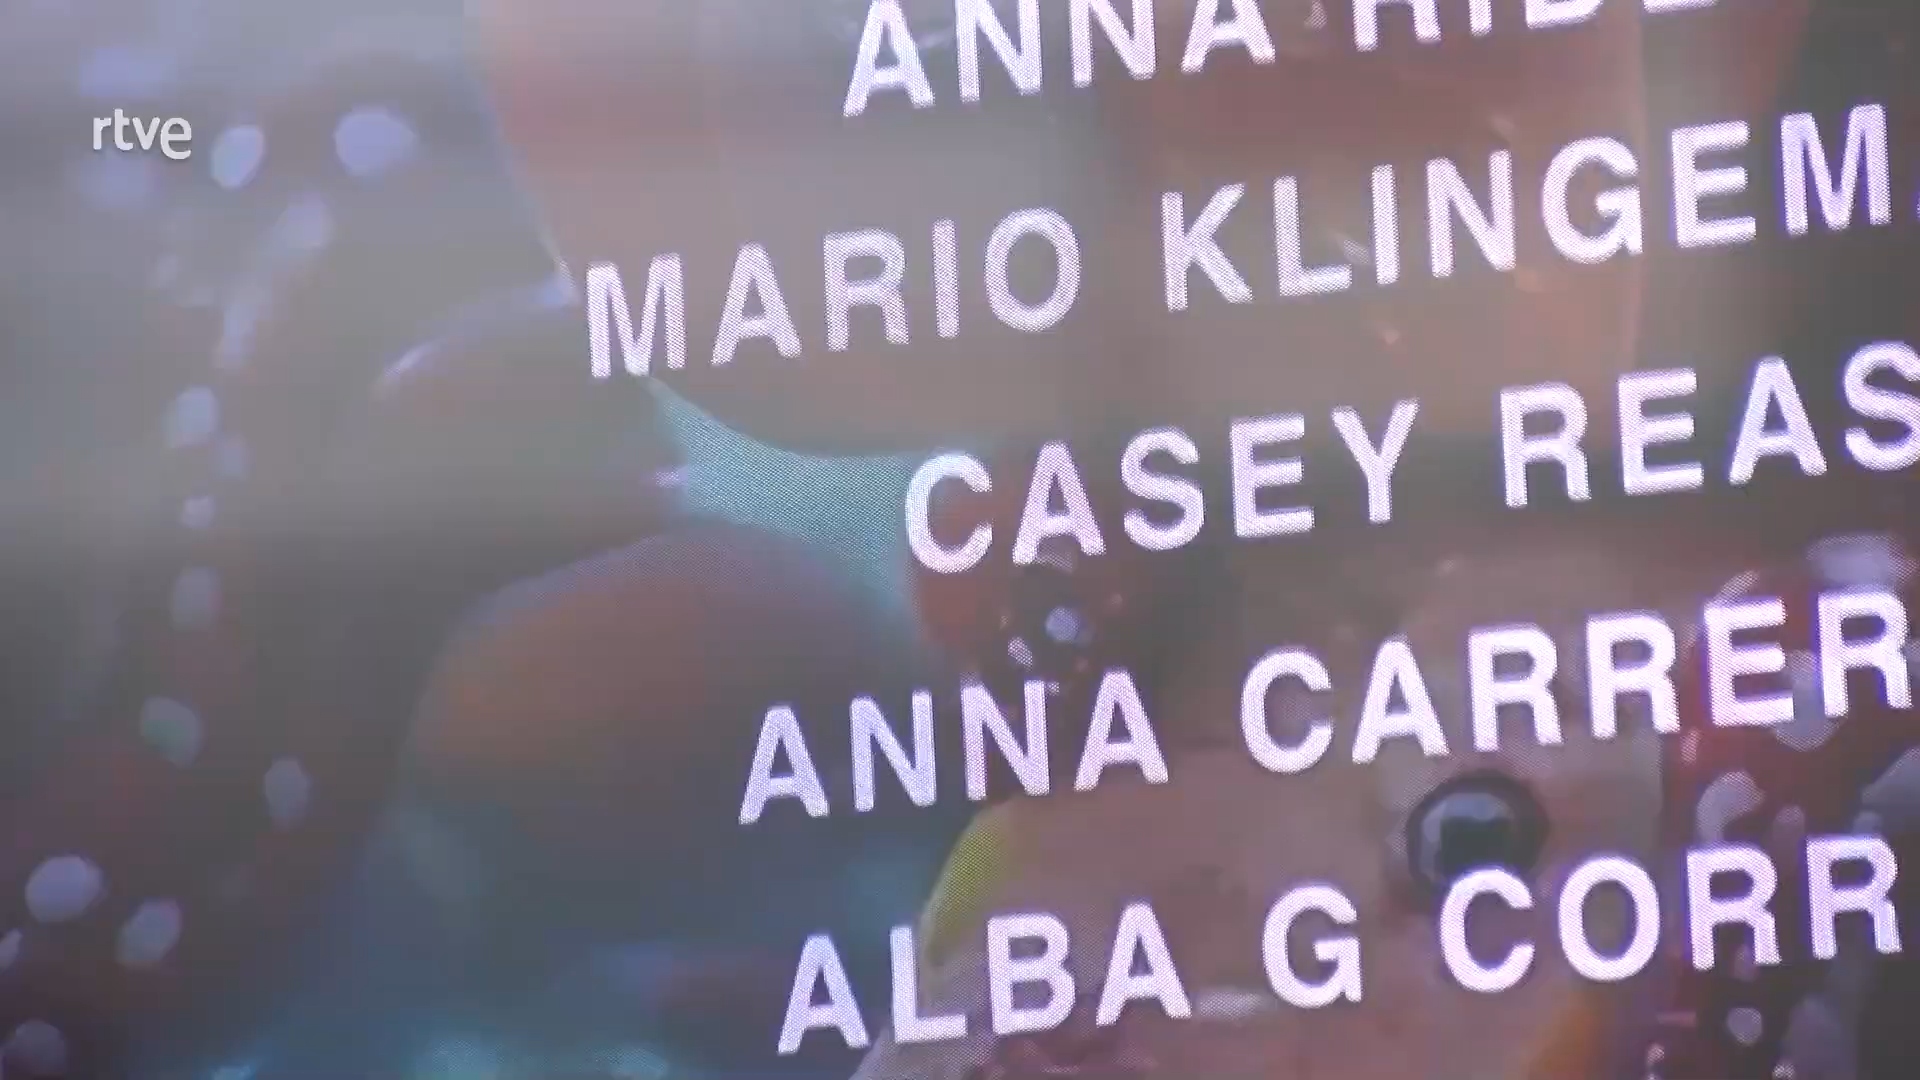 rtve
ANNA
MARIO KLINGEM
CASEY REAS
ANNA CARRER
ALBA G CORR